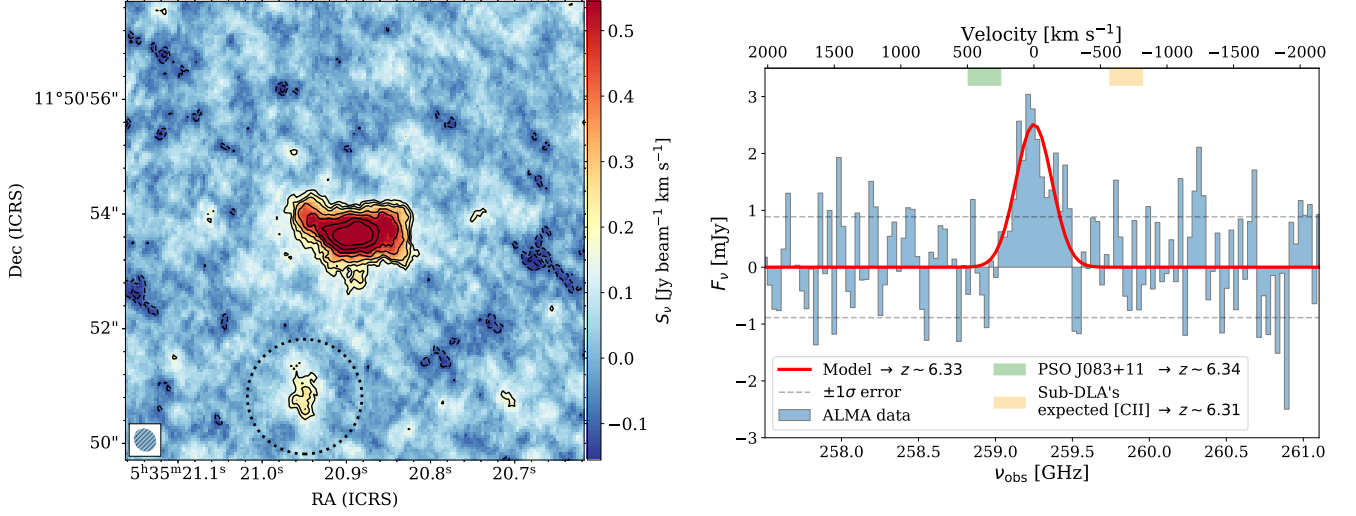 11°50'56"
54"
52"
50"
Dec (ICRS)
5ʰ35ᵐ21.1ˢ
21.0ˢ
20.9ˢ
20.8ˢ
20.7ˢ
RA (ICRS)
0.5
0.4
0.3
0.2
0.1
0.0
−0.1
Sν [Jy beam⁻¹ km s⁻¹]
Velocity [km s⁻¹]
2000 1500 1000 500 0 −500 −1000 −1500 −2000
3
2
1
0
−1
−2
−3
Fν [mJy]
Model → z ~ 6.33
±1σ error
ALMA data
PSO J083+11 → z ~ 6.34
Sub-DLA's
expected [CII] → z ~ 6.31
258.0 258.5 259.0 259.5 260.0 260.5 261.0
νobs [GHz]